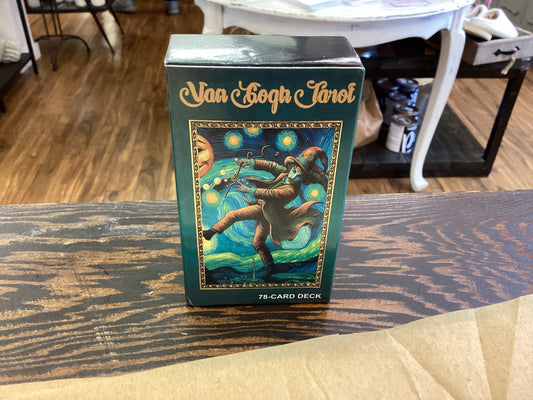 Van Gogh Tarot
78-CARD DECK